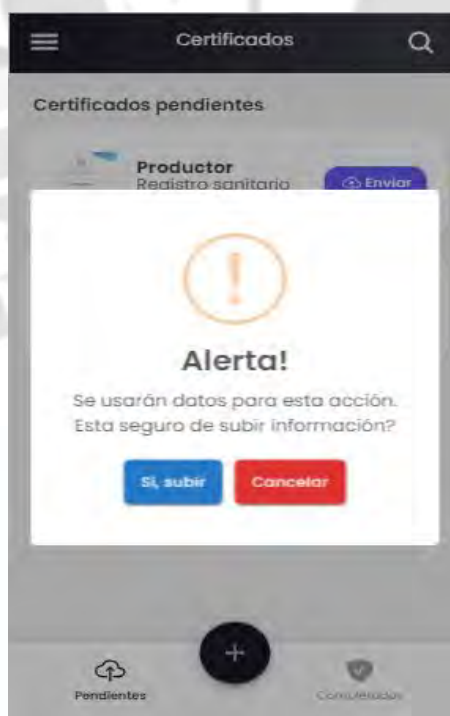 Certificados
Certificados pendientes
Productor
Registro sanitario
Enviar
!
Alerta!
Se usarán datos para esta acción.
Esta seguro de subir información?
Si, subir
Cancelar
+
Pendientes
Completados